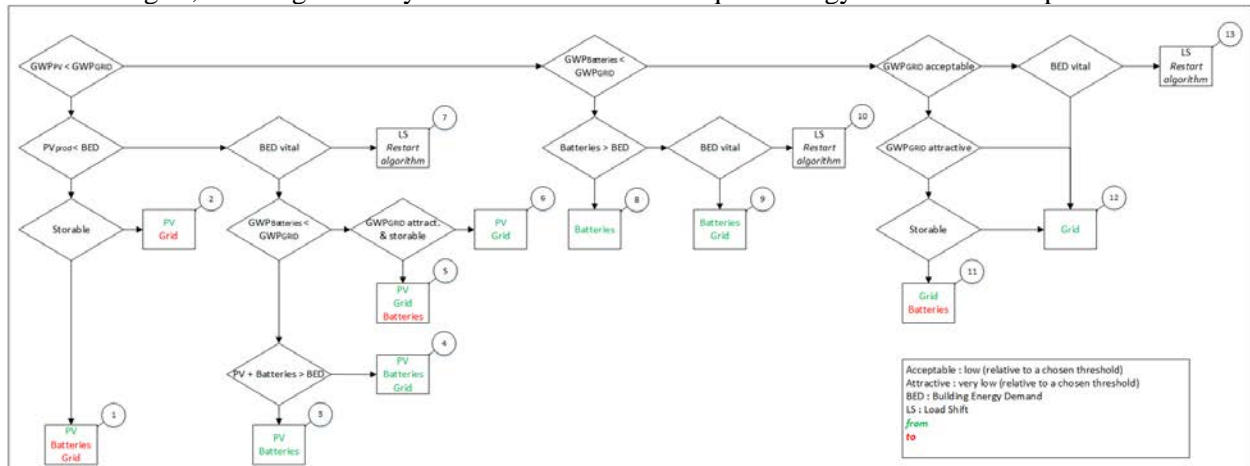 GWPPV < GWPGRID
GWPBatteries <
GWPGRID
GWPGRID acceptable
BED vital
LS
Restart
algorithm
13
PVprod < BED
BED vital
LS
Restart
algorithm
7
Batteries > BED
BED vital
LS
Restart
algorithm
10
GWPGRID attractive
Storable
PV
Grid
2
GWPBatteries <
GWPGRID
GWPGRID attract.
& storable
PV
Grid
6
Batteries
8
Batteries
Grid
9
Storable
Grid
12
PV
Grid
Batteries
5
Grid
Batteries
11
PV + Batteries > BED
PV
Batteries
Grid
4
PV
Batteries
Grid
1
PV
Batteries
3
Acceptable : low (relative to a chosen threshold)
Attractive : very low (relative to a chosen threshold)
BED : Building Energy Demand
LS : Load Shift
from
to